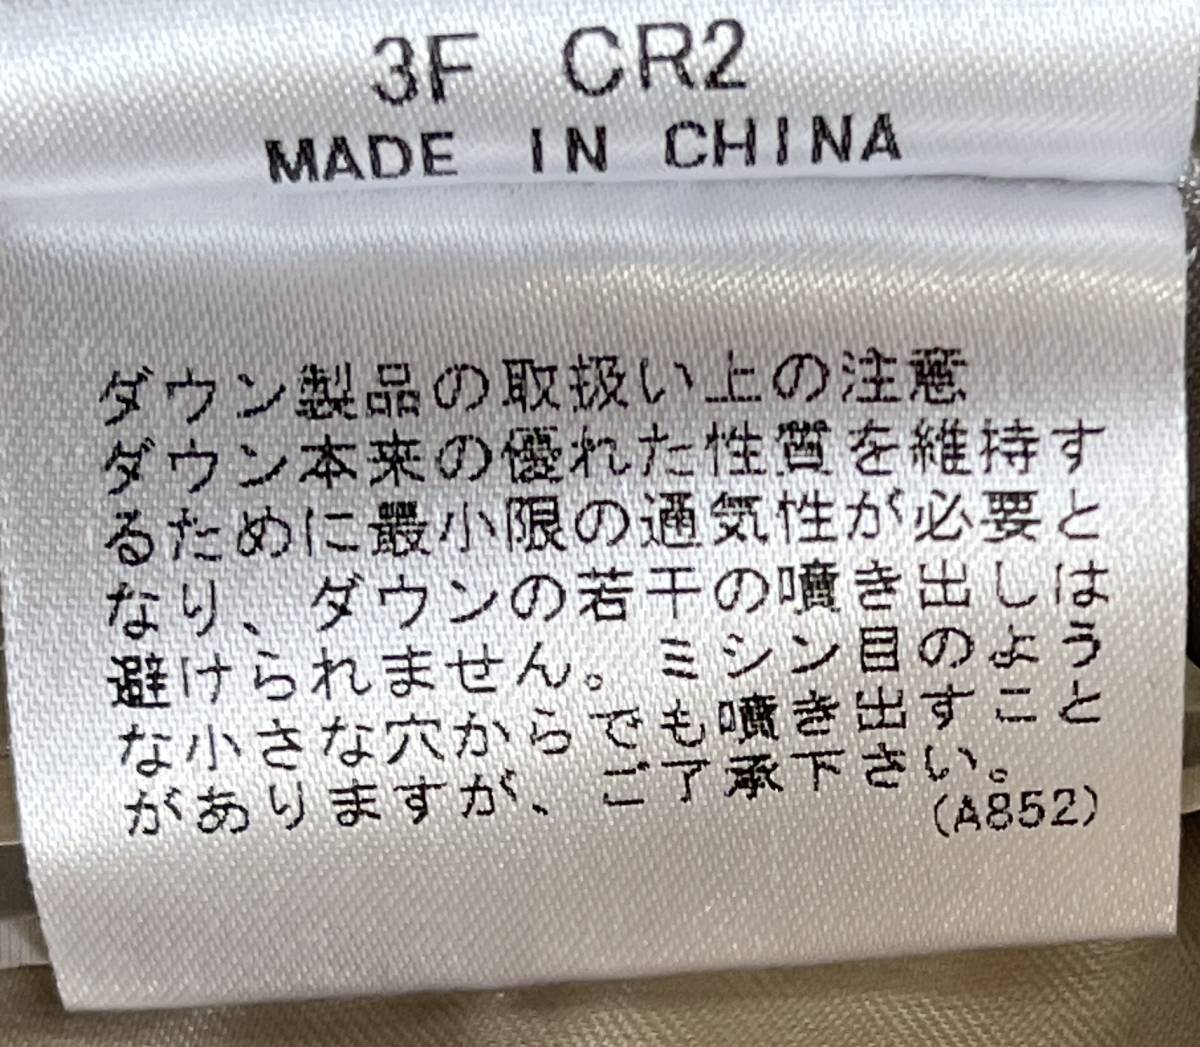 3F CR2
MADE IN CHINA
ダウン製品の取扱い上の注意
ダウン本来の優れた性質を維持す
るために最小限の通気性が必要と
なり、ダウンの若干の噴き出しは
避けられません。ミシン目のよう
な小さな穴からでも噴き出すこと
がありますが、ご了承下さい。
(A852)